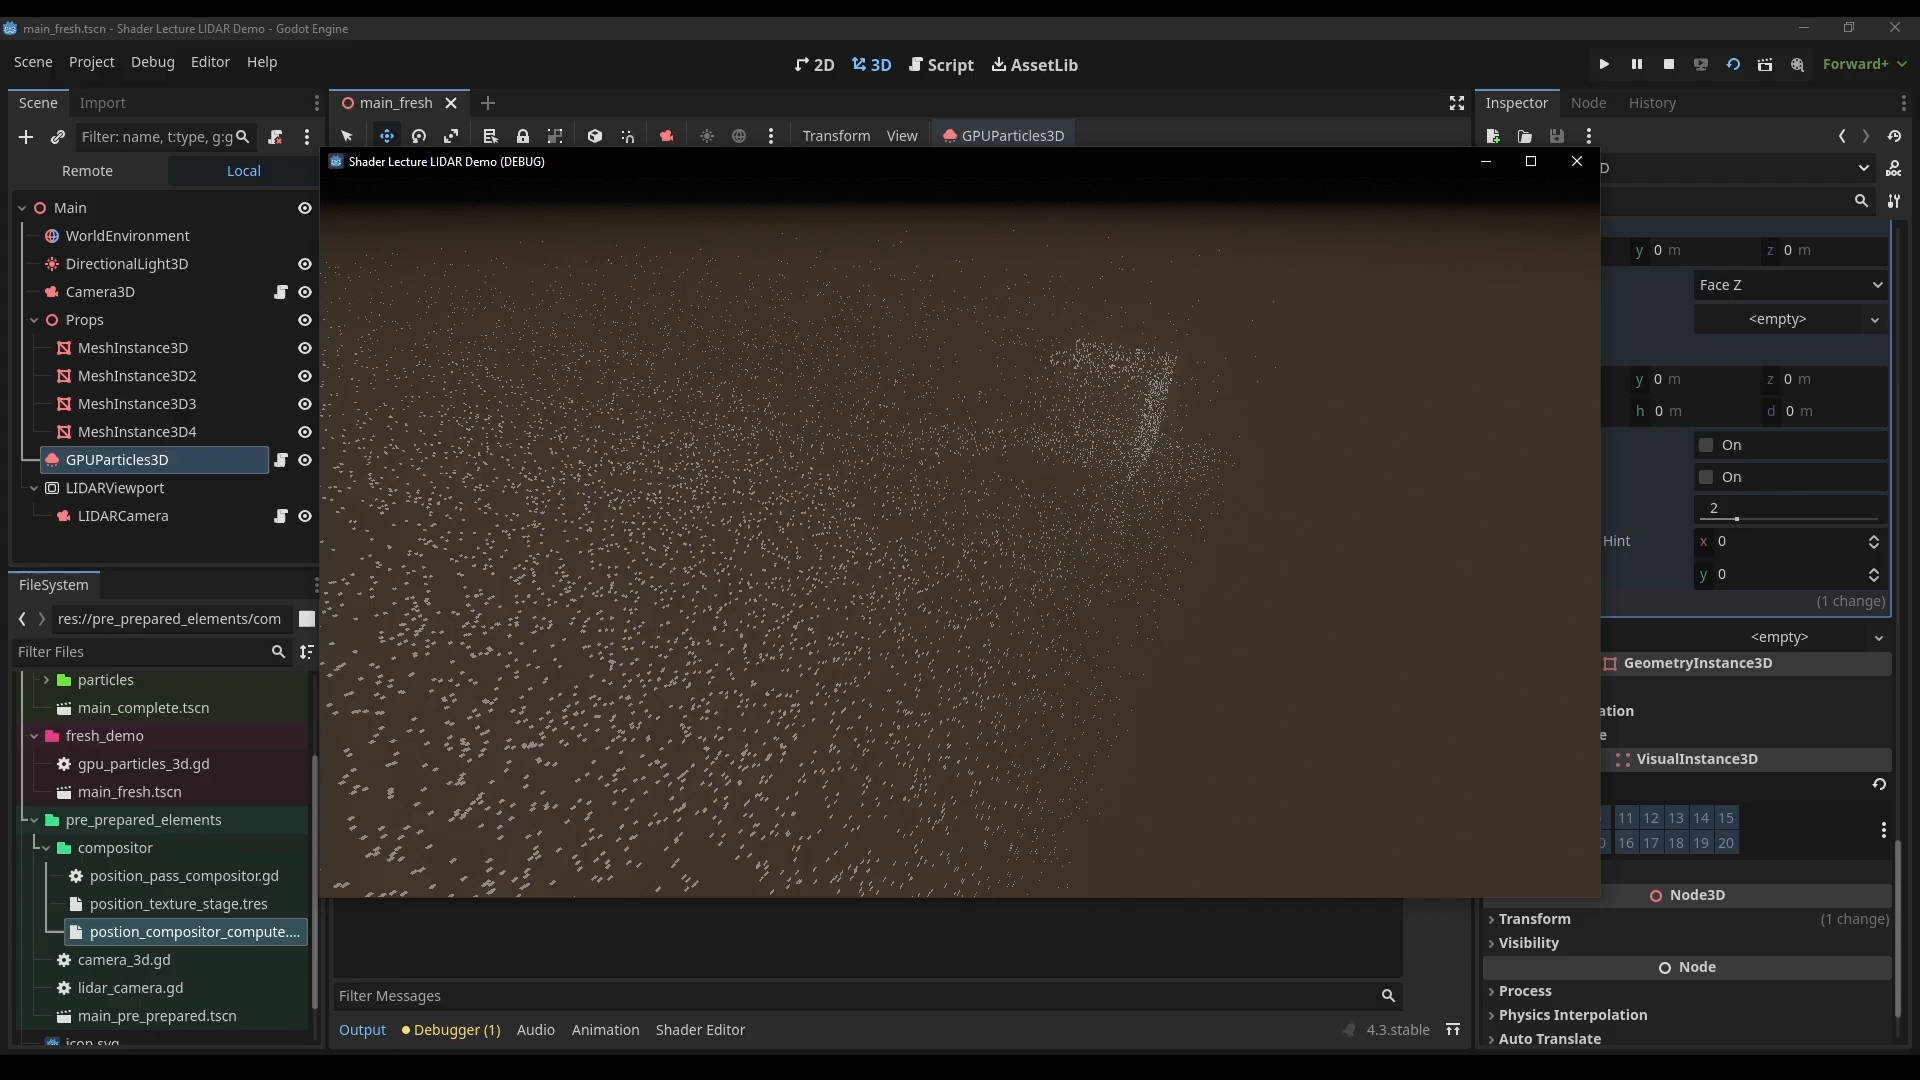 main_fresh.tscn - Shader Lecture LIDAR Demo - Godot Engine
Scene Project Debug Editor Help
2D 3D Script AssetLib
Forward+
Scene Import
main_fresh
Inspector Node History
Filter: name, t:type, g:g
Transform View GPUParticles3D
Remote Local
Shader Lecture LIDAR Demo (DEBUG)
D
Main
WorldEnvironment
DirectionalLight3D
Camera3D
Props
MeshInstance3D
MeshInstance3D2
MeshInstance3D3
MeshInstance3D4
GPUParticles3D
LIDARViewport
LIDARCamera
FileSystem
res://pre_prepared_elements/com
Filter Files
particles
main_complete.tscn
fresh_demo
gpu_particles_3d.gd
main_fresh.tscn
pre_prepared_elements
compositor
position_pass_compositor.gd
position_texture_stage.tres
postion_compositor_compute....
camera_3d.gd
lidar_camera.gd
main_pre_prepared.tscn
icon.svg
y 0 m z 0 m
Face Z
<empty>
y 0 m z 0 m
h 0 m d 0 m
On
On
2
Hint x 0
y 0
(1 change)
<empty>
GeometryInstance3D
ation
e
VisualInstance3D
11 12 13 14 15
0 16 17 18 19 20
Node3D
Transform (1 change)
Visibility
Node
Process
Physics Interpolation
Auto Translate
Filter Messages
Output Debugger (1) Audio Animation Shader Editor
4.3.stable